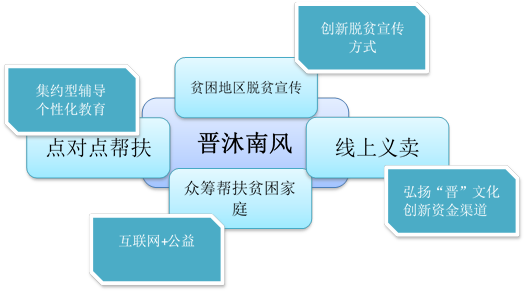 创新脱贫宣传
方式
贫困地区脱贫宣传
集约型辅导
个性化教育
点对点帮扶
晋沐南风
线上义卖
众筹帮扶贫困家
庭
弘扬“晋”文化
创新资金渠道
互联网+公益